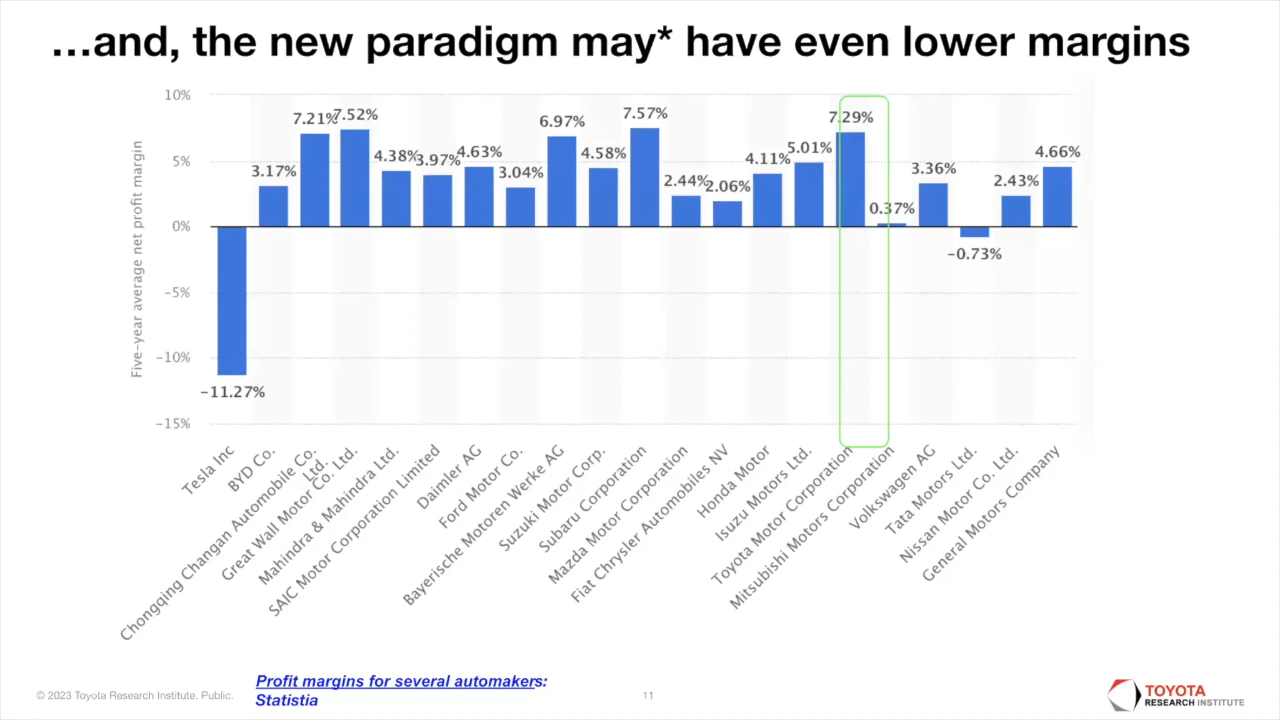 …and, the new paradigm may* have even lower margins
Five-year average net profit margin
10%
5%
0%
−5%
−10%
−15%
−11.27%
3.17%
7.21%
7.52%
4.38%
3.97%
4.63%
3.04%
6.97%
4.58%
7.57%
2.44%
2.06%
4.11%
5.01%
7.29%
0.37%
3.36%
−0.73%
2.43%
4.66%
Tesla Inc
BYD Co.
Chongqing Changan Automobile Co.
Ltd.
Great Wall Motor Co. Ltd.
Mahindra & Mahindra Ltd.
SAIC Motor Corporation Limited
Daimler AG
Ford Motor Co.
Bayerische Motoren Werke AG
Suzuki Motor Corp.
Subaru Corporation
Mazda Motor Corporation
Fiat Chrysler Automobiles NV
Honda Motor
Isuzu Motors Ltd.
Toyota Motor Corporation
Mitsubishi Motors Corporation
Volkswagen AG
Tata Motors Ltd.
Nissan Motor Co. Ltd.
General Motors Company
© 2023 Toyota Research Institute. Public.
Profit margins for several automakers:
Statistia
11
TOYOTA
RESEARCH INSTITUTE